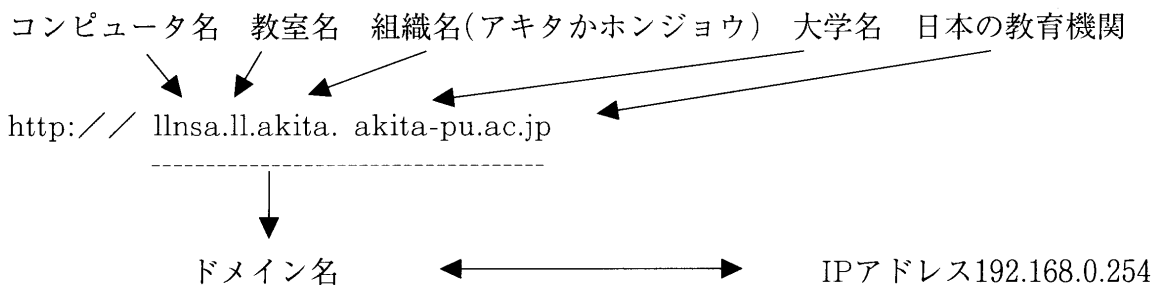 コンピュータ名 教室名 組織名(アキタかホンジョウ) 大学名 日本の教育機関
http:// llnsa.ll.akita. akita-pu.ac.jp
ドメイン名 IPアドレス192.168.0.254